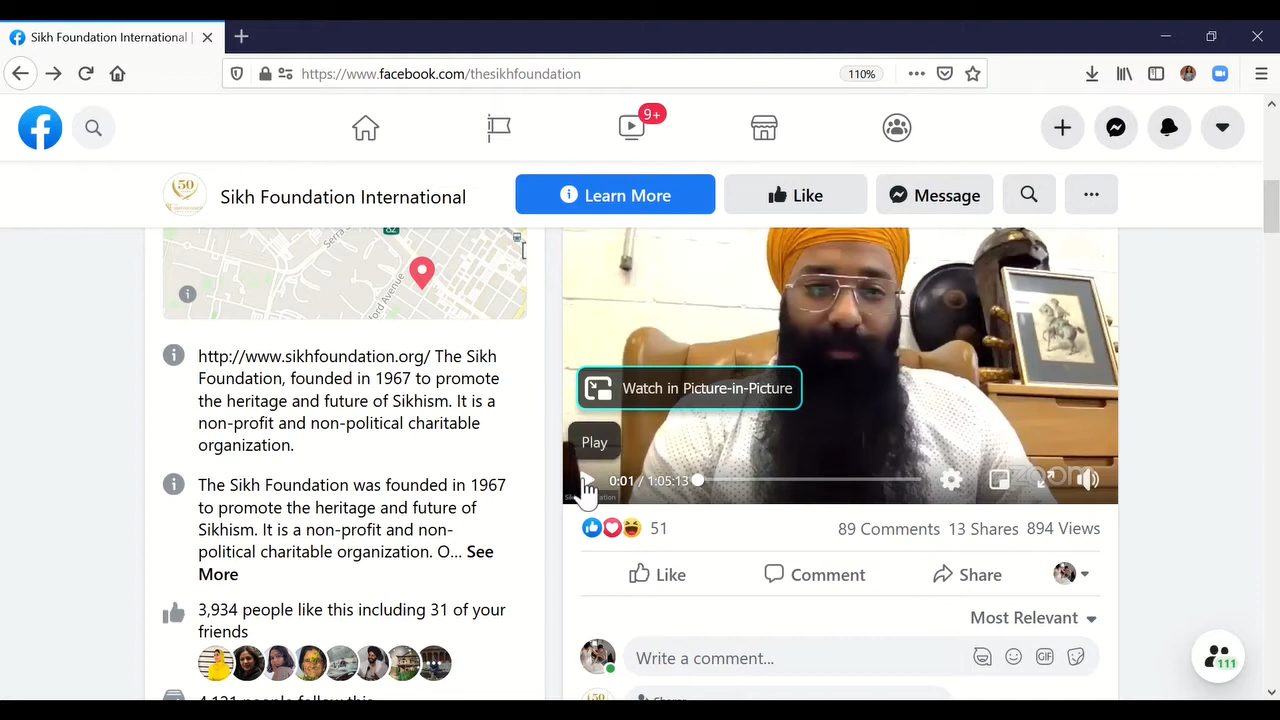 Sikh Foundation International |
https://www.facebook.com/thesikhfoundation
110%
9+
50
Sikh Foundation International
Learn More
Like
Message
82
http://www.sikhfoundation.org/ The Sikh
Foundation, founded in 1967 to promote
the heritage and future of Sikhism. It is a
non-profit and non-political charitable
organization.
The Sikh Foundation was founded in 1967
to promote the heritage and future of
Sikhism. It is a non-profit and non-
political charitable organization. O... See
More
3,934 people like this including 31 of your
friends
Watch in Picture-in-Picture
Play
0:01 / 1:05:13
zoom
51
89 Comments 13 Shares 894 Views
Like
Comment
Share
Most Relevant
Write a comment...
GIF
111